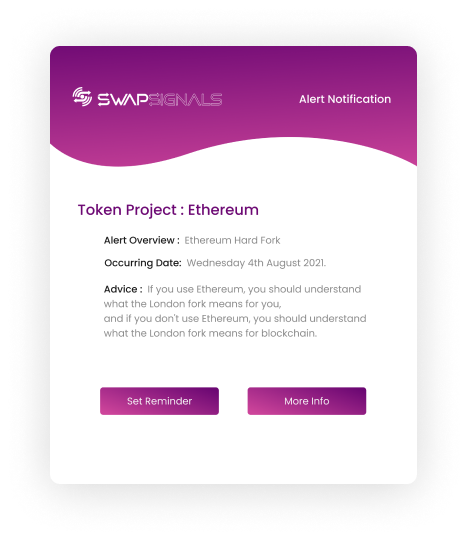 SWAPSIGNALS
Alert Notification
Token Project : Ethereum
Alert Overview : Ethereum Hard Fork
Occurring Date: Wednesday 4th August 2021.
Advice : If you use Ethereum, you should understand
what the London fork means for you,
and if you don't use Ethereum, you should understand
what the London fork means for blockchain.
Set Reminder
More Info